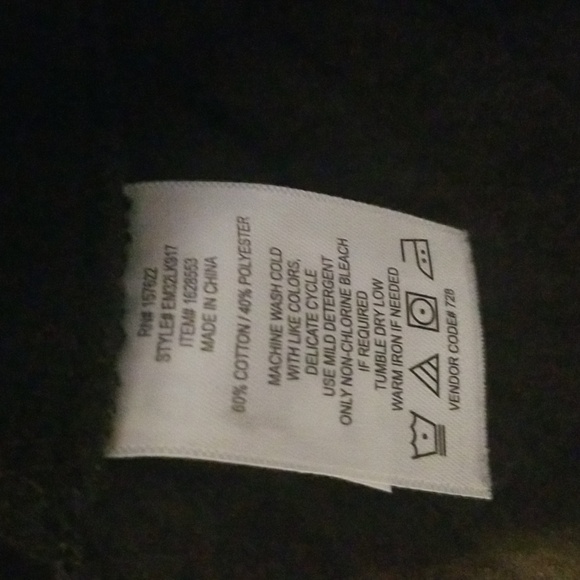 RN# 157622
STYLE# EM32LK917
ITEM# 1628553
MADE IN CHINA
60% COTTON / 40% POLYESTER
MACHINE WASH COLD
WITH LIKE COLORS,
DELICATE CYCLE
USE MILD DETERGENT
ONLY NON-CHLORINE BLEACH
IF REQUIRED
TUMBLE DRY LOW
WARM IRON IF NEEDED
VENDOR CODE# 728